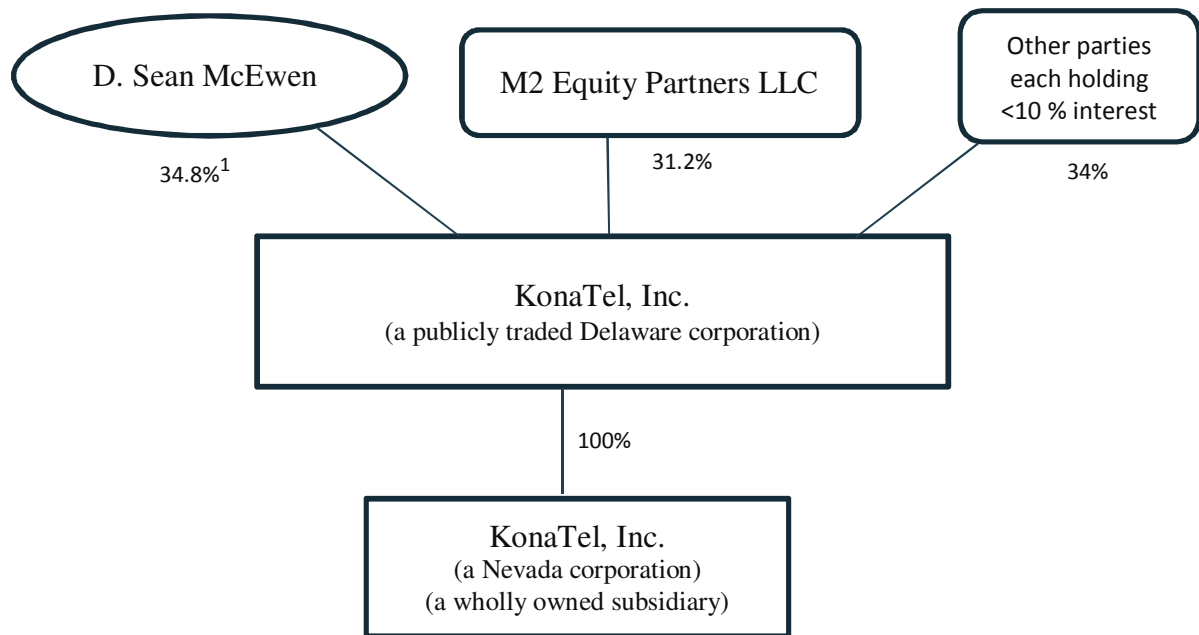 D. Sean McEwen
M2 Equity Partners LLC
Other parties
each holding
<10 % interest
34.8%1
31.2%
34%
KonaTel, Inc.
(a publicly traded Delaware corporation)
100%
KonaTel, Inc.
(a Nevada corporation)
(a wholly owned subsidiary)